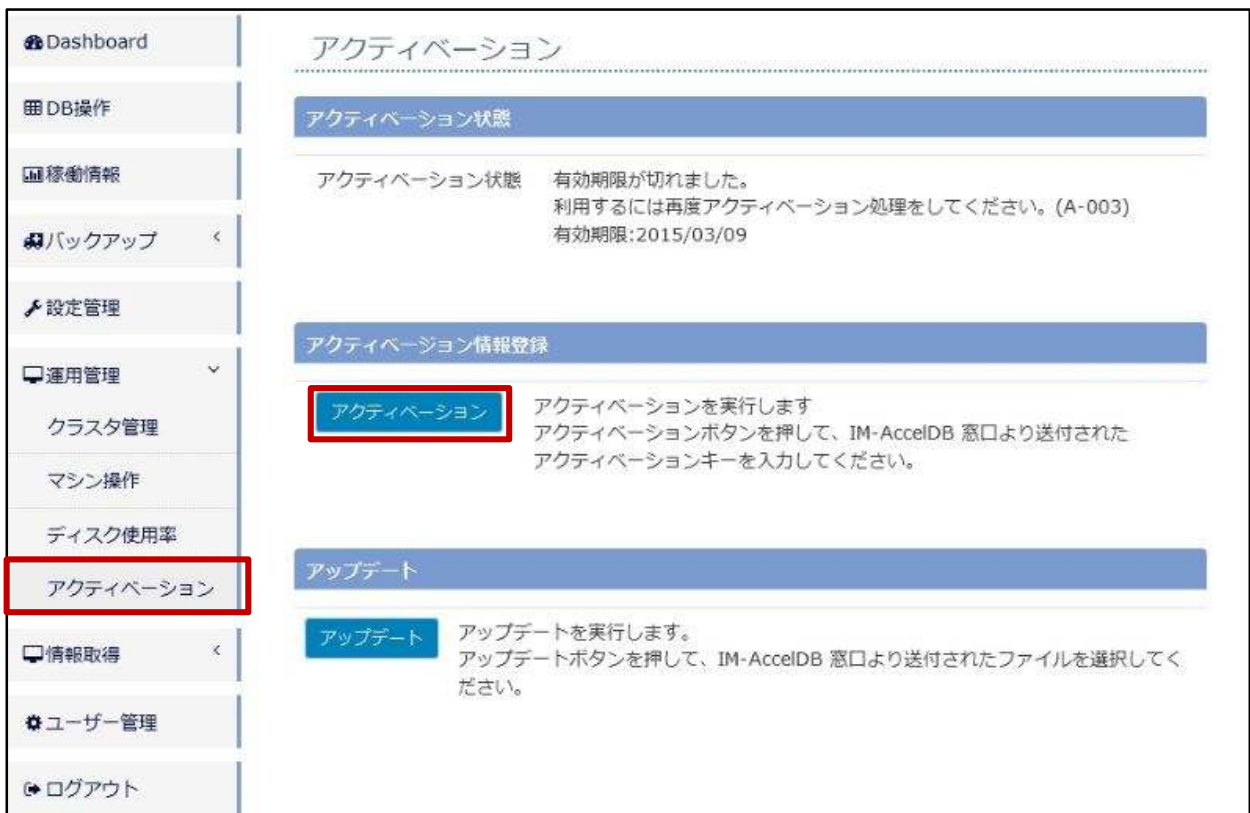 Dashboard
DB操作
稼働情報
バックアップ
設定管理
運用管理
クラスタ管理
マシン操作
ディスク使用率
アクティベーション
情報取得
ユーザー管理
ログアウト
アクティベーション
アクティベーション状態
アクティベーション状態 有効期限が切れました。
利用するには再度アクティベーション処理をしてください。(A-003)
有効期限:2015/03/09
アクティベーション情報登録
アクティベーション アクティベーションを実行します
アクティベーションボタンを押して、IM-AccelDB 窓口より送付された
アクティベーションキーを入力してください。
アップデート
アップデート アップデートを実行します。
アップデートボタンを押して、IM-AccelDB 窓口より送付されたファイルを選択してく
ださい。